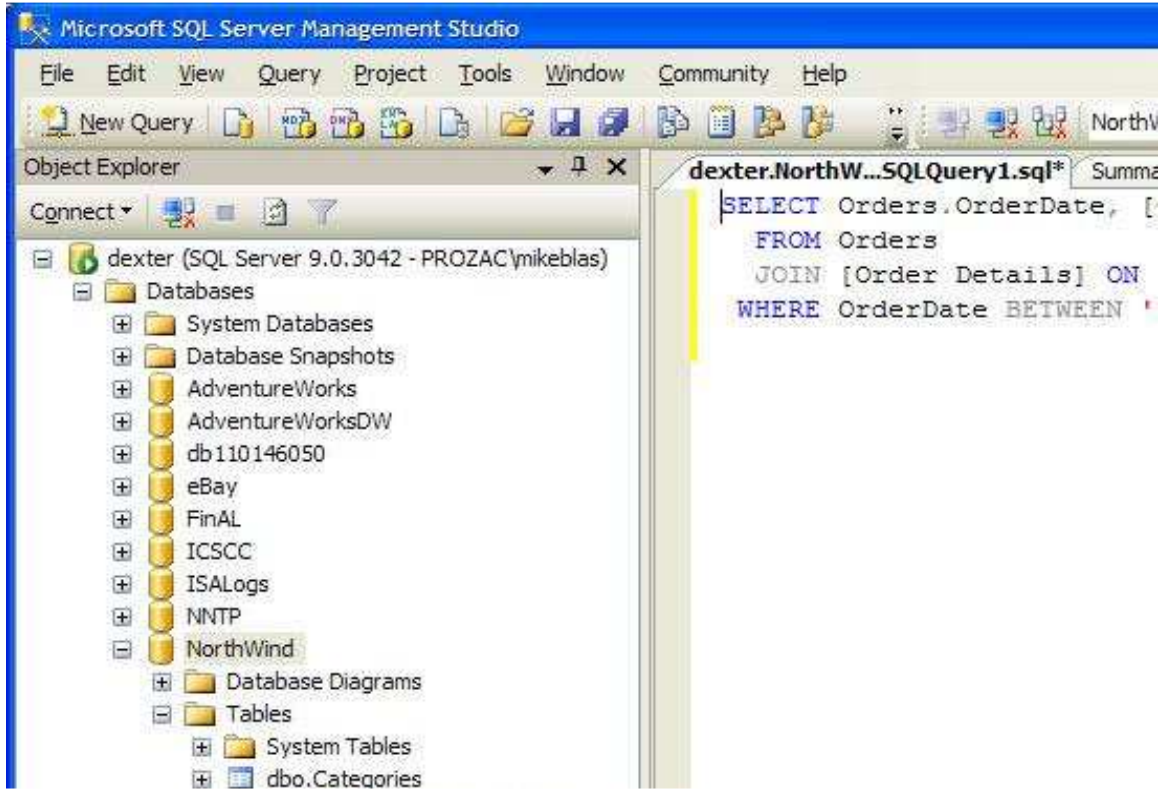 Microsoft SQL Server Management Studio
File Edit View Query Project Tools Window Community Help
New Query
Object Explorer
Connect
dexter (SQL Server 9.0.3042 - PROZAC\mikeblas)
Databases
System Databases
Database Snapshots
AdventureWorks
AdventureWorksDW
db110146050
eBay
FinAL
ICSCC
ISALogs
NNTP
NorthWind
Database Diagrams
Tables
System Tables
dbo.Categories
dexter.NorthW...SQLQuery1.sql* Summa
SELECT Orders.OrderDate, [
FROM Orders
JOIN [Order Details] ON
WHERE OrderDate BETWEEN '